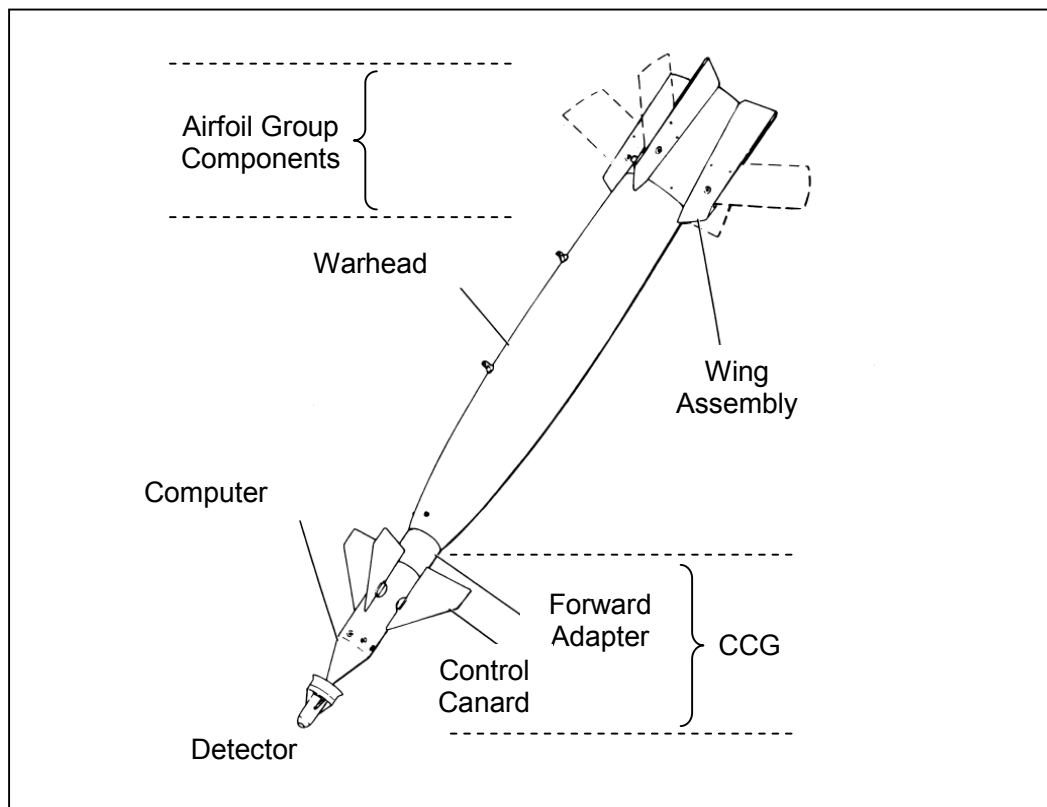 Airfoil Group
Components
Warhead
Wing
Assembly
Computer
Forward
Adapter
CCG
Control
Canard
Detector